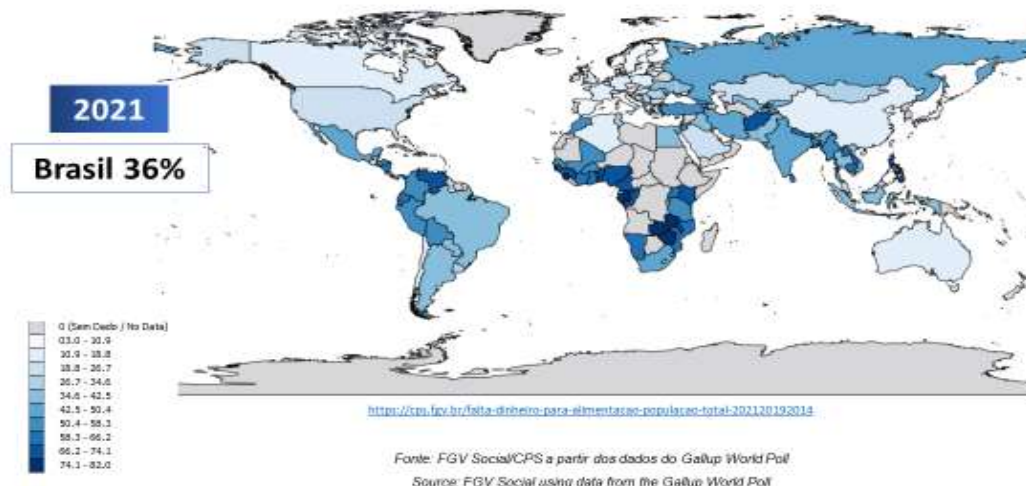 2021
Brasil 36%
0 (Sem Dado / No Data)
03.0 - 10.9
10.9 - 18.8
18.8 - 26.7
26.7 - 34.6
34.6 - 42.5
42.5 - 50.4
50.4 - 58.3
58.3 - 66.2
66.2 - 74.1
74.1 - 82.0
https://cps.fgv.br/falta-dinheiro-para-alimentacao-populacao-total-202120192014
Fonte: FGV Social/CPS a partir dos dados do Gallup World Poll
Source: FGV Social using data from the Gallup World Poll